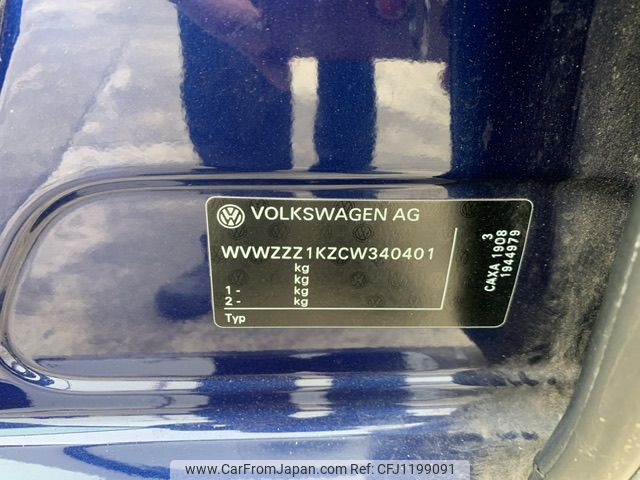 VOLKSWAGEN AG
WVWZZZ1KZCW340401
kg
kg
1 - kg
2 - kg
Typ
3
CAXA 1908
1944979
www.CarFromJapan.com Ref:CFJ1199091